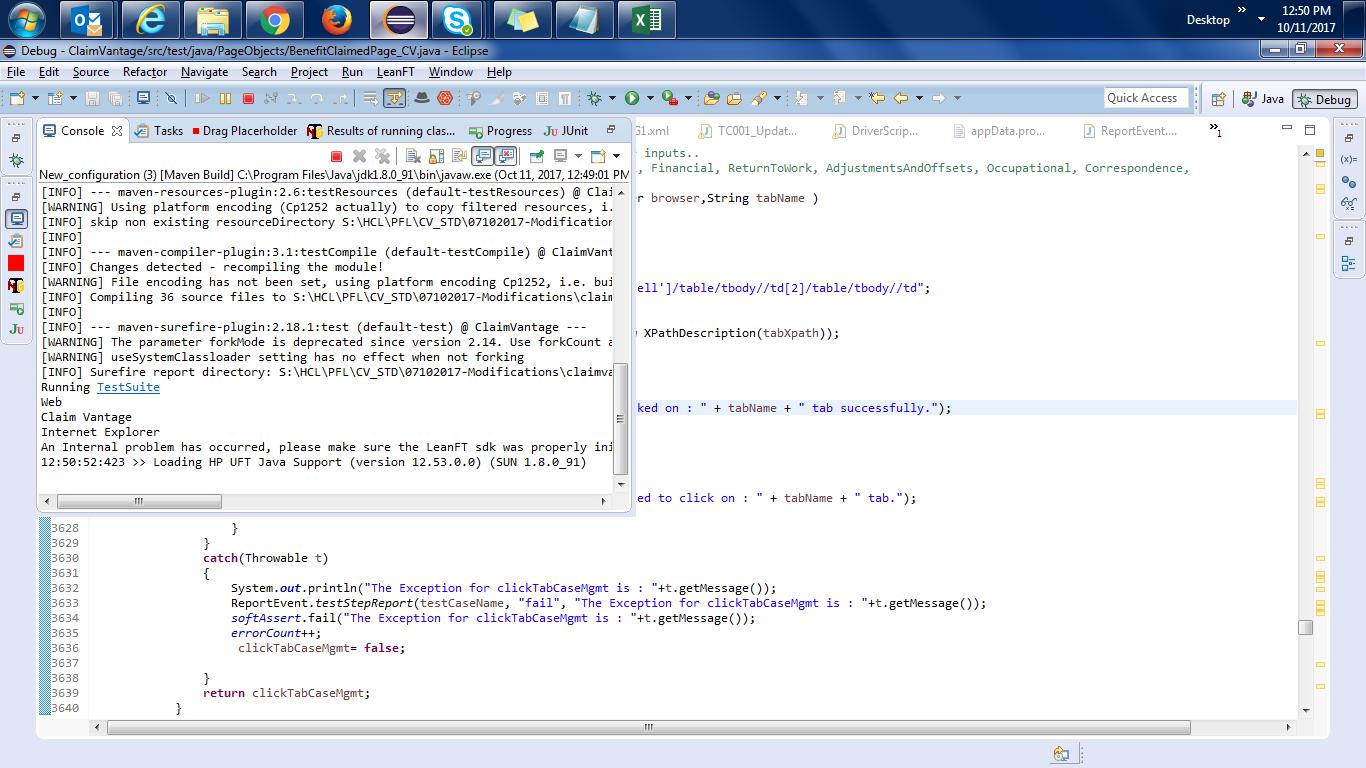 12:50 PM
Desktop
10/11/2017
Debug - ClaimVantage/src/test/java/PageObjects/BenefitClaimedPage_CV.java - Eclipse
File Edit Source Refactor Navigate Search Project Run LeanFT Window Help
Quick Access Java Debug
Console Tasks Drag Placeholder Results of running clas... Progress JUnit
G1.xml TC001_Updat... DriverScrip... appData.pro... ReportEvent.... 1
New_configuration (3) [Maven Build] C:\Program Files\Java\jdk1.8.0_91\bin\javaw.exe (Oct 11, 2017, 12:49:01 PM)
[INFO] --- maven-resources-plugin:2.6:testResources (default-testResources) @ Clai
[WARNING] Using platform encoding (Cp1252 actually) to copy filtered resources, i.
[INFO] skip non existing resourceDirectory S:\HCL\PFL\CV_STD\07102017-Modification
[INFO]
[INFO] --- maven-compiler-plugin:3.1:testCompile (default-testCompile) @ ClaimVant
[INFO] Changes detected - recompiling the module!
[WARNING] File encoding has not been set, using platform encoding Cp1252, i.e. bui
[INFO] Compiling 36 source files to S:\HCL\PFL\CV_STD\07102017-Modifications\claim
[INFO]
[INFO] --- maven-surefire-plugin:2.18.1:test (default-test) @ ClaimVantage ---
[WARNING] The parameter forkMode is deprecated since version 2.14. Use forkCount a
[WARNING] useSystemClassloader setting has no effect when not forking
[INFO] Surefire report directory: S:\HCL\PFL\CV_STD\07102017-Modifications\claimva
Running TestSuite
Web
Claim Vantage
Internet Explorer
An Internal problem has occurred, please make sure the LeanFT sdk was properly ini
12:50:52:423 >> Loading HP UFT Java Support (version 12.53.0.0) (SUN 1.8.0_91)
inputs..
, Financial, ReturnToWork, AdjustmentsAndOffsets, Occupational, Correspondence,
r browser,String tabName )
ell']/table/tbody//td[2]/table/tbody//td";
XPathDescription(tabXpath));
ked on : " + tabName + " tab successfully.");
ed to click on : " + tabName + " tab.");
3628 }
3629 }
3630 catch(Throwable t)
3631 {
3632 System.out.println("The Exception for clickTabCaseMgmt is : "+t.getMessage());
3633 ReportEvent.testStepReport(testCaseName, "fail", "The Exception for clickTabCaseMgmt is : "+t.getMessage());
3634 softAssert.fail("The Exception for clickTabCaseMgmt is : "+t.getMessage());
3635 errorCount++;
3636 clickTabCaseMgmt= false;
3637
3638 }
3639 return clickTabCaseMgmt;
3640 }